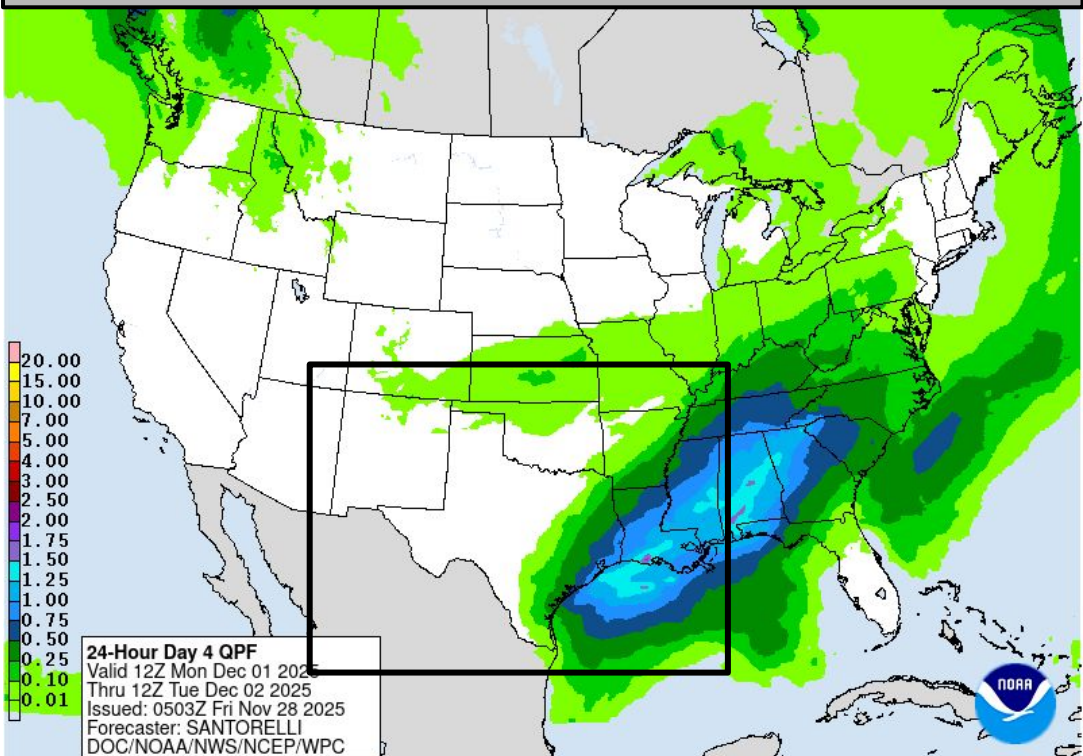 20.00
15.00
10.00
7.00
5.00
4.00
3.00
2.50
2.00
1.75
1.50
1.25
1.00
0.75
0.50
0.25
0.10
0.01
24-Hour Day 4 QPF
Valid 12Z Mon Dec 01 2025
Thru 12Z Tue Dec 02 2025
Issued: 0503Z Fri Nov 28 2025
Forecaster: SANTORELLI
DOC/NOAA/NWS/NCEP/WPC
NOAA